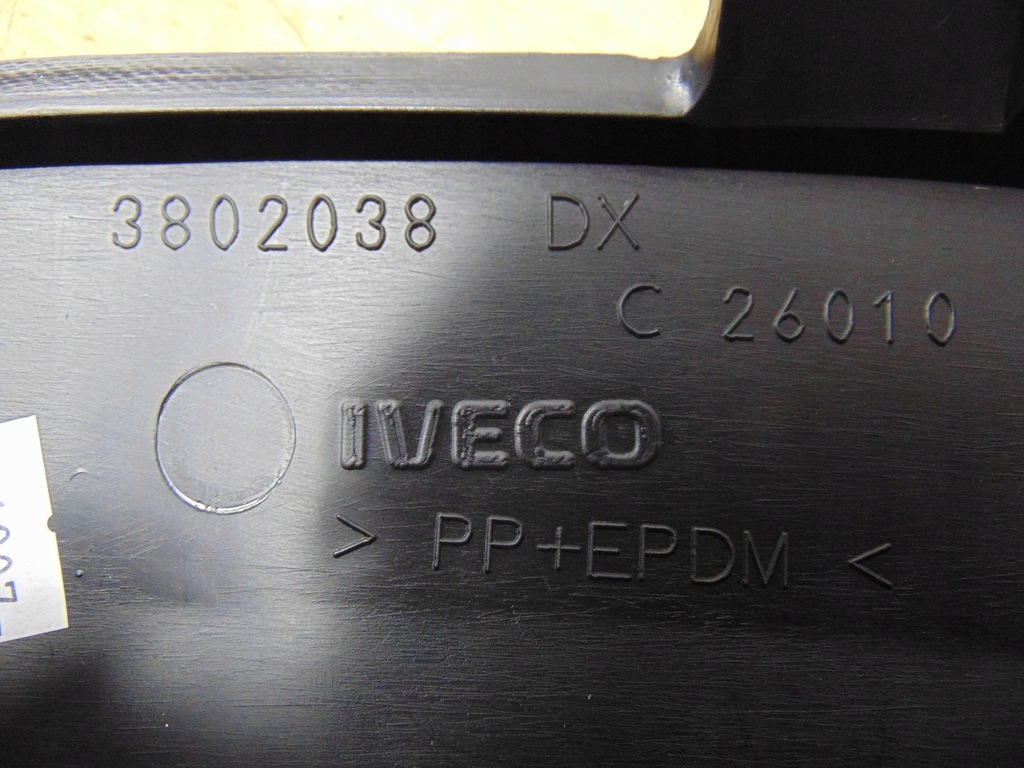 3802038 DX
C 26010
IVECO
> PP+EPDM <